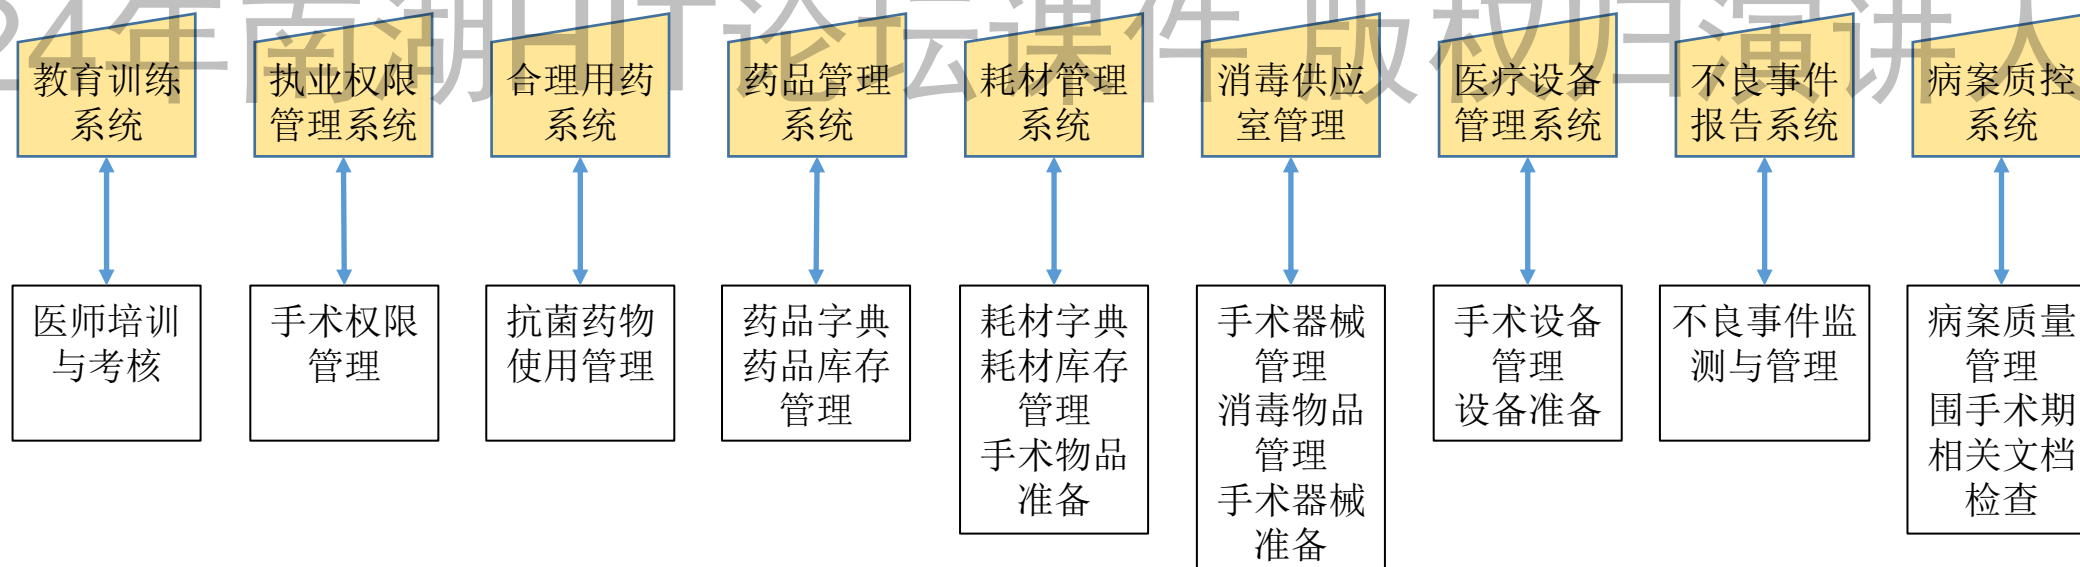 24年南湖HIT论坛课件 版权归演讲人
教育训练
系统
执业权限
管理系统
合理用药
系统
药品管理
系统
耗材管理
系统
消毒供应
室管理
医疗设备
管理系统
不良事件
报告系统
病案质控
系统
医师培训
与考核
手术权限
管理
抗菌药物
使用管理
药品字典
药品库存
管理
耗材字典
耗材库存
管理
手术物品
准备
手术器械
管理
消毒物品
管理
手术器械
准备
手术设备
管理
设备准备
不良事件监
测与管理
病案质量
管理
围手术期
相关文档
检查